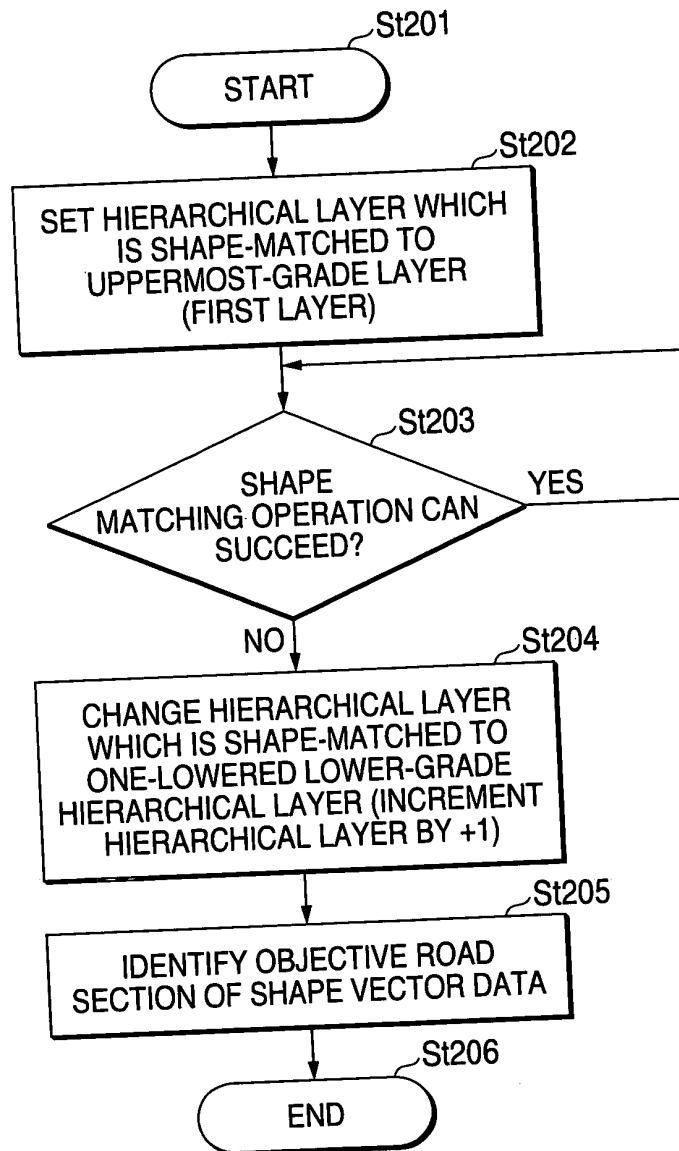 St201
START
St202
SET HIERARCHICAL LAYER WHICH
IS SHAPE-MATCHED TO
UPPERMOST-GRADE LAYER
(FIRST LAYER)
St203
SHAPE
MATCHING OPERATION CAN
SUCCEED?
YES
NO
St204
CHANGE HIERARCHICAL LAYER
WHICH IS SHAPE-MATCHED TO
ONE-LOWERED LOWER-GRADE
HIERARCHICAL LAYER (INCREMENT
HIERARCHICAL LAYER BY +1)
St205
IDENTIFY OBJECTIVE ROAD
SECTION OF SHAPE VECTOR DATA
St206
END